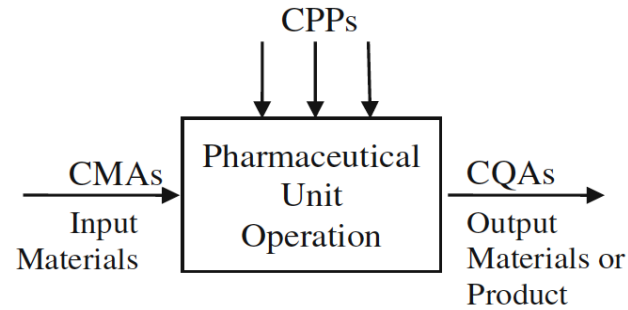 CPPs
CMAs
Input
Materials
Pharmaceutical
Unit
Operation
CQAs
Output
Materials or
Product